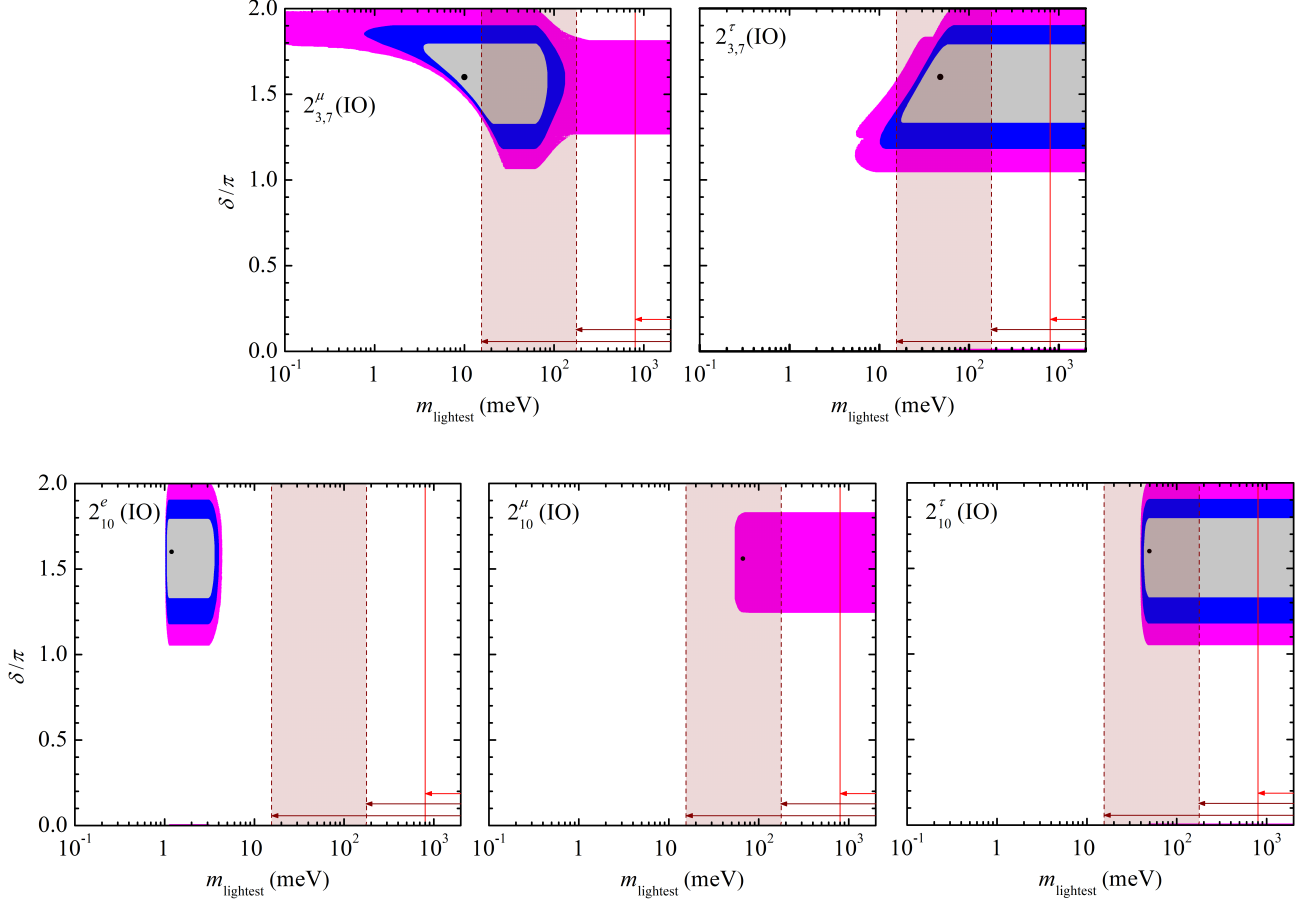 2.0
1.5
1.0
0.5
0.0
δ/π
2^μ_{3,7}(IO)
10^{-1} 1 10 10^2 10^3
m_lightest (meV)
2^τ_{3,7}(IO)
10^{-1} 1 10 10^2 10^3
m_lightest (meV)
2.0
1.5
1.0
0.5
0.0
δ/π
2^e_{10} (IO)
10^{-1} 1 10 10^2 10^3
m_lightest (meV)
2^μ_{10} (IO)
10^{-1} 1 10 10^2 10^3
m_lightest (meV)
2^τ_{10} (IO)
10^{-1} 1 10 10^2 10^3
m_lightest (meV)